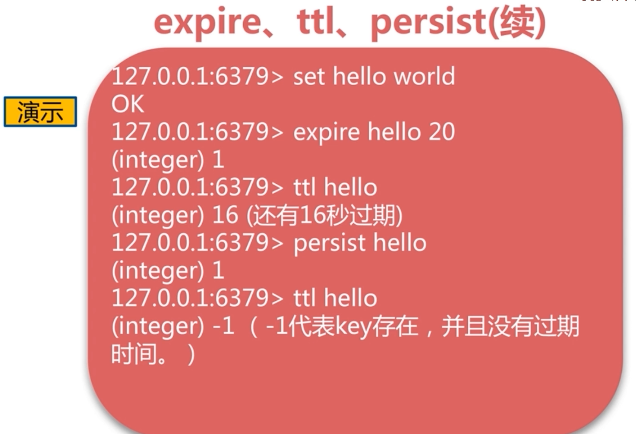 expire、ttl、persist(续)
演示
127.0.0.1:6379> set hello world
OK
127.0.0.1:6379> expire hello 20
(integer) 1
127.0.0.1:6379> ttl hello
(integer) 16 (还有16秒过期)
127.0.0.1:6379> persist hello
(integer) 1
127.0.0.1:6379> ttl hello
(integer) -1 （ -1代表key存在，并且没有过期
时间。 ）